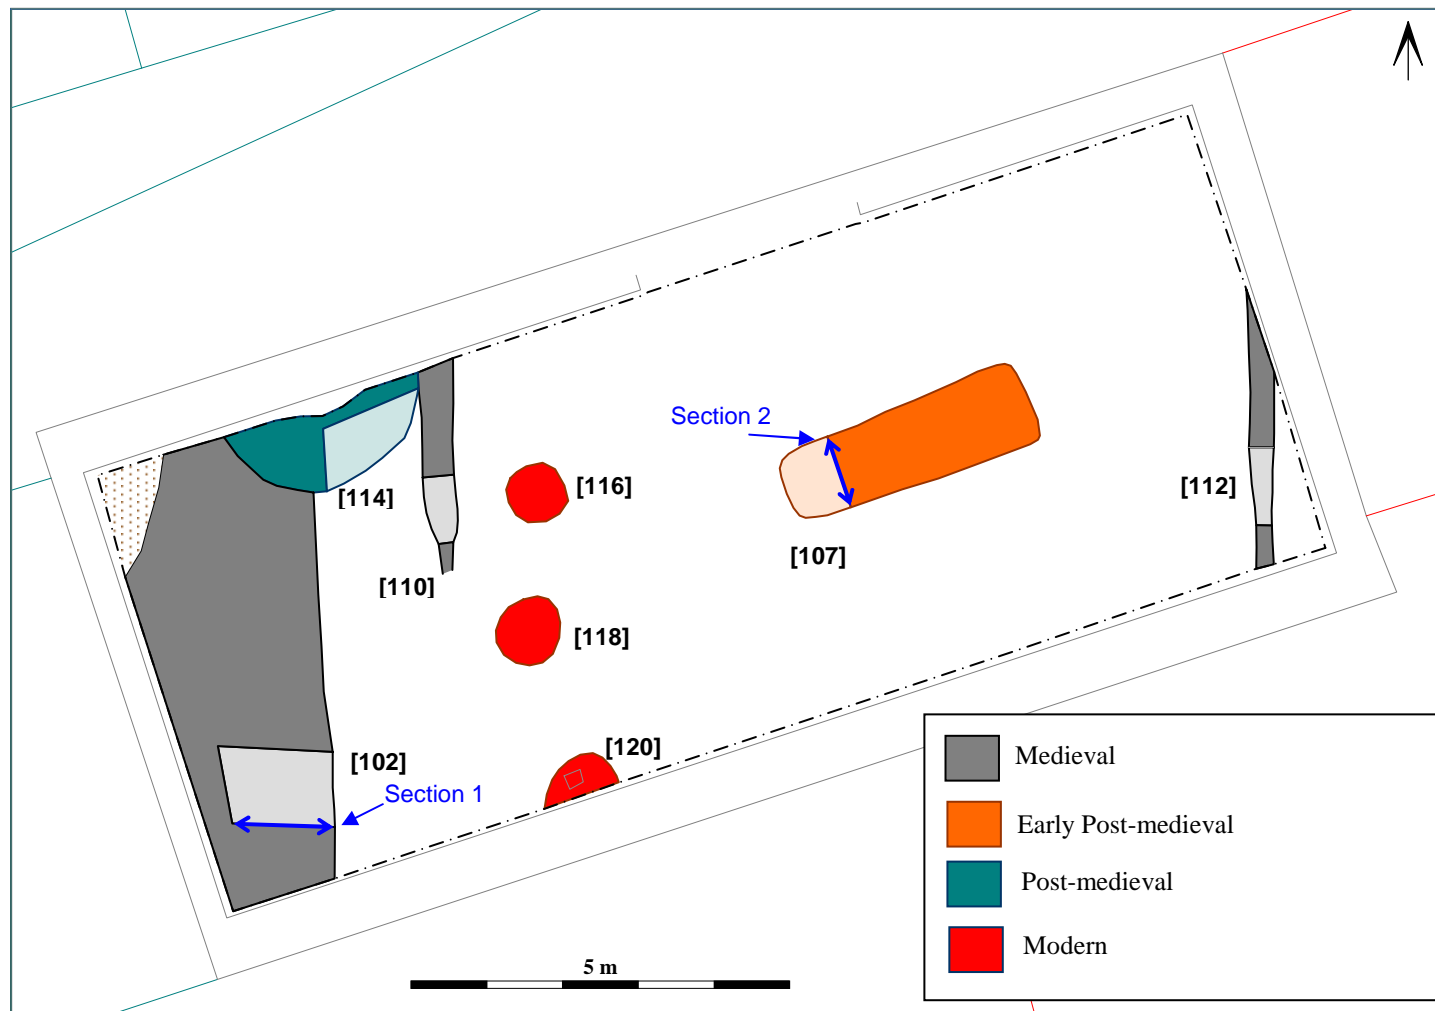 Section 2
[116]
[114]
[112]
[107]
[110]
[118]
[120]
[102]
Section 1
Medieval
Early Post-medieval
Post-medieval
Modern
5 m